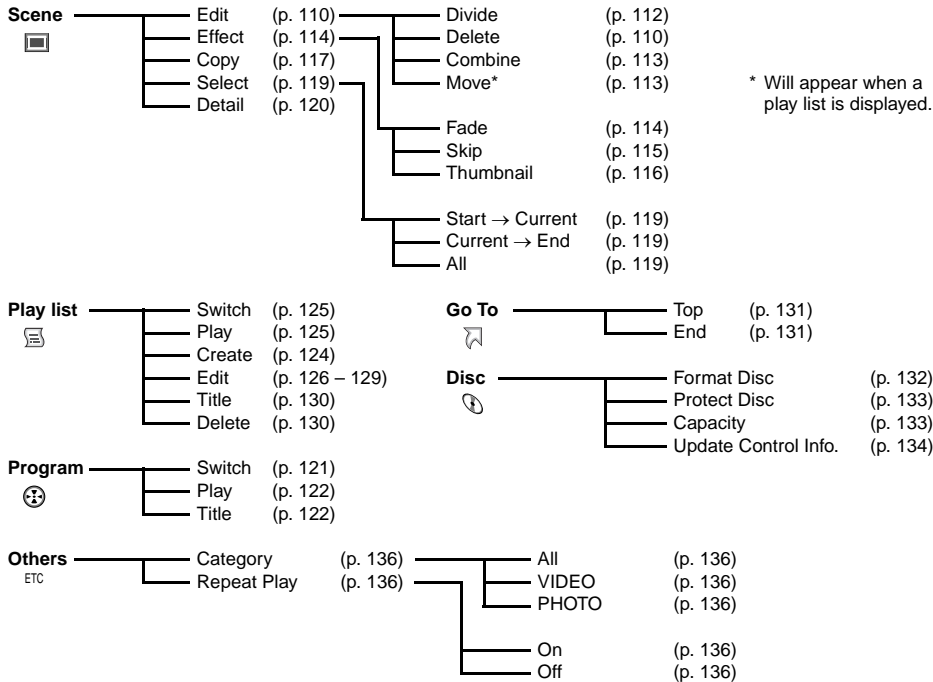 Scene Edit (p. 110) Divide (p. 112)
Effect (p. 114) Delete (p. 110)
Copy (p. 117) Combine (p. 113)
Select (p. 119) Move* (p. 113) * Will appear when a
Detail (p. 120) play list is displayed.
Fade (p. 114)
Skip (p. 115)
Thumbnail (p. 116)
Start → Current (p. 119)
Current → End (p. 119)
All (p. 119)
Play list Switch (p. 125)
Play (p. 125)
Create (p. 124)
Edit (p. 126 – 129)
Title (p. 130)
Delete (p. 130)
Go To Top (p. 131)
End (p. 131)
Disc Format Disc (p. 132)
Protect Disc (p. 133)
Capacity (p. 133)
Update Control Info. (p. 134)
Program Switch (p. 121)
Play (p. 122)
Title (p. 122)
Others Category (p. 136) All (p. 136)
ETC Repeat Play (p. 136) VIDEO (p. 136)
PHOTO (p. 136)
On (p. 136)
Off (p. 136)